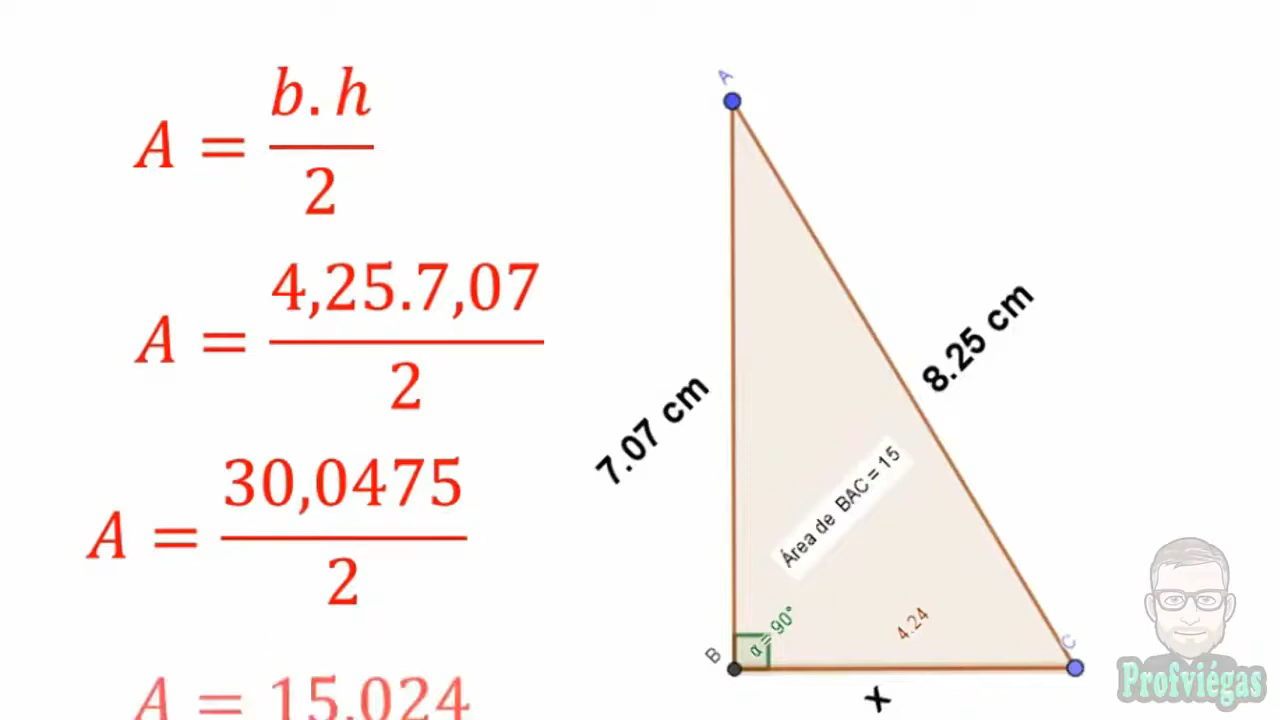 A = b.h / 2
A = 4,25.7,07 / 2
A = 30,0475 / 2
A = 15,024
A
7.07 cm
8.25 cm
Área de BAC = 15
α = 90°
4.24
B
C
x
Profviégas